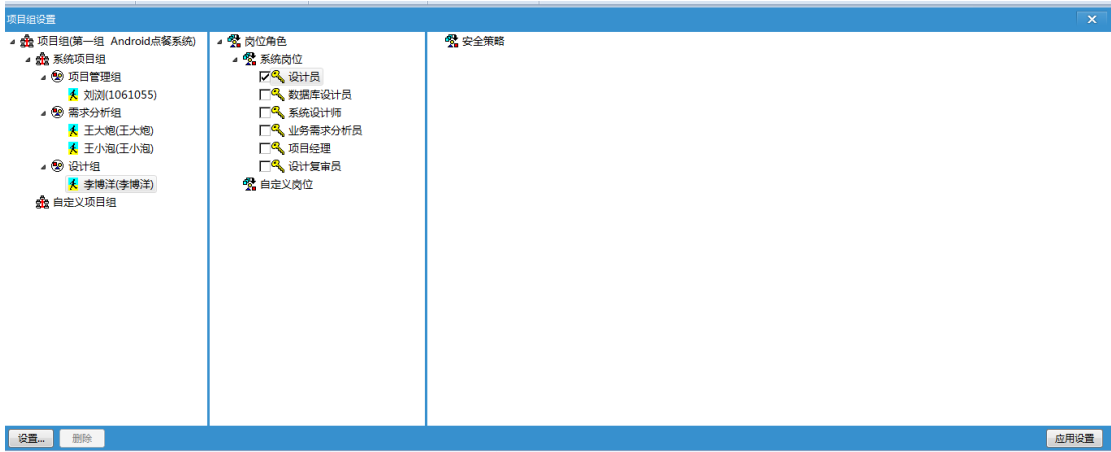 项目组设置
项目组(第一组 Android点餐系统)
系统项目组
项目管理组
刘浏(1061055)
需求分析组
王大炮(王大炮)
王小泡(王小泡)
设计组
李博洋(李博洋)
自定义项目组
岗位角色
系统岗位
设计员
数据库设计员
系统设计师
业务需求分析员
项目经理
设计复审员
自定义岗位
安全策略
设置...
删除
应用设置